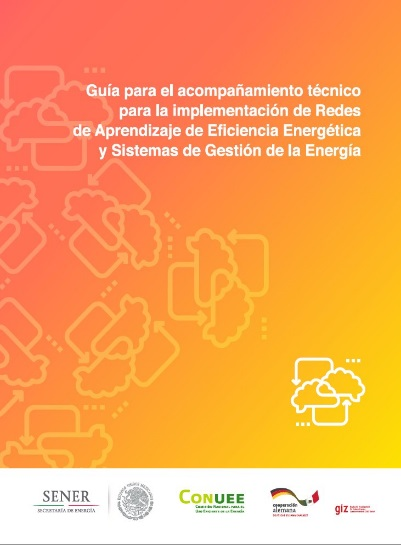 Guía para el acompañamiento técnico
para la implementación de Redes
de Aprendizaje de Eficiencia Energética
y Sistemas de Gestión de la Energía
SENER
SECRETARÍA DE ENERGÍA
CONUEE
cooperación
alemana
giz